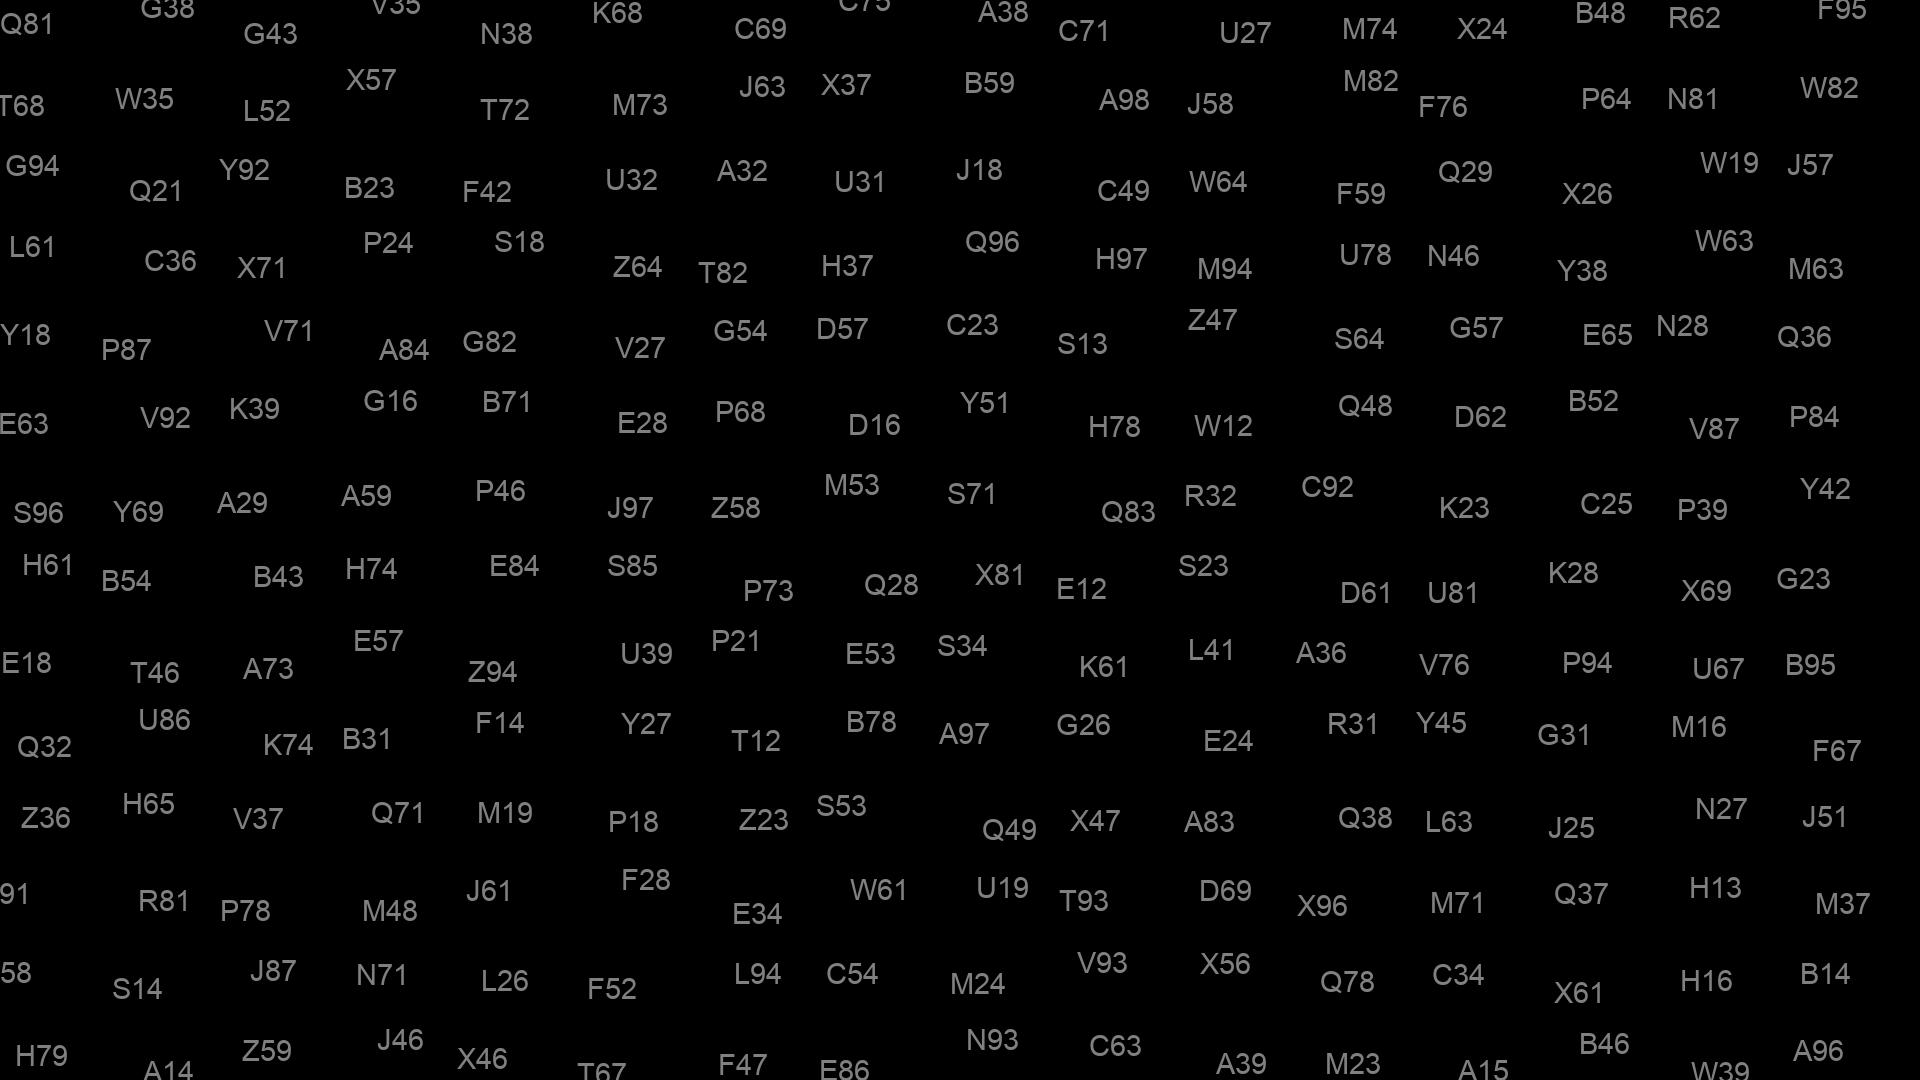 Q81 G38 G43 V35 N38 K68 C69 C75 A38 C71 U27 M74 X24 B48 R62 F95
T68 W35 L52 X57 T72 M73 J63 X37 B59 A98 J58 M82 F76 P64 N81 W82
G94 Q21 Y92 B23 F42 U32 A32 U31 J18 C49 W64 F59 Q29 X26 W19 J57
L61 C36 X71 P24 S18 Z64 T82 H37 Q96 H97 M94 U78 N46 Y38 W63 M63
Y18 P87 V71 A84 G82 V27 G54 D57 C23 S13 Z47 S64 G57 E65 N28 Q36
E63 V92 K39 G16 B71 E28 P68 D16 Y51 H78 W12 Q48 D62 B52 V87 P84
S96 Y69 A29 A59 P46 J97 Z58 M53 S71 Q83 R32 C92 K23 C25 P39 Y42
H61 B54 B43 H74 E84 S85 P73 Q28 X81 E12 S23 D61 U81 K28 X69 G23
E18 T46 A73 E57 Z94 U39 P21 E53 S34 K61 L41 A36 V76 P94 U67 B95
Q32 U86 K74 B31 F14 Y27 T12 B78 A97 G26 E24 R31 Y45 G31 M16 F67
Z36 H65 V37 Q71 M19 P18 Z23 S53 Q49 X47 A83 Q38 L63 J25 N27 J51
91 R81 P78 M48 J61 F28 E34 W61 U19 T93 D69 X96 M71 Q37 H13 M37
58 S14 J87 N71 L26 F52 L94 C54 M24 V93 X56 Q78 C34 X61 H16 B14
H79 A14 Z59 J46 X46 T67 F47 E86 N93 C63 A39 M23 A15 B46 W39 A96